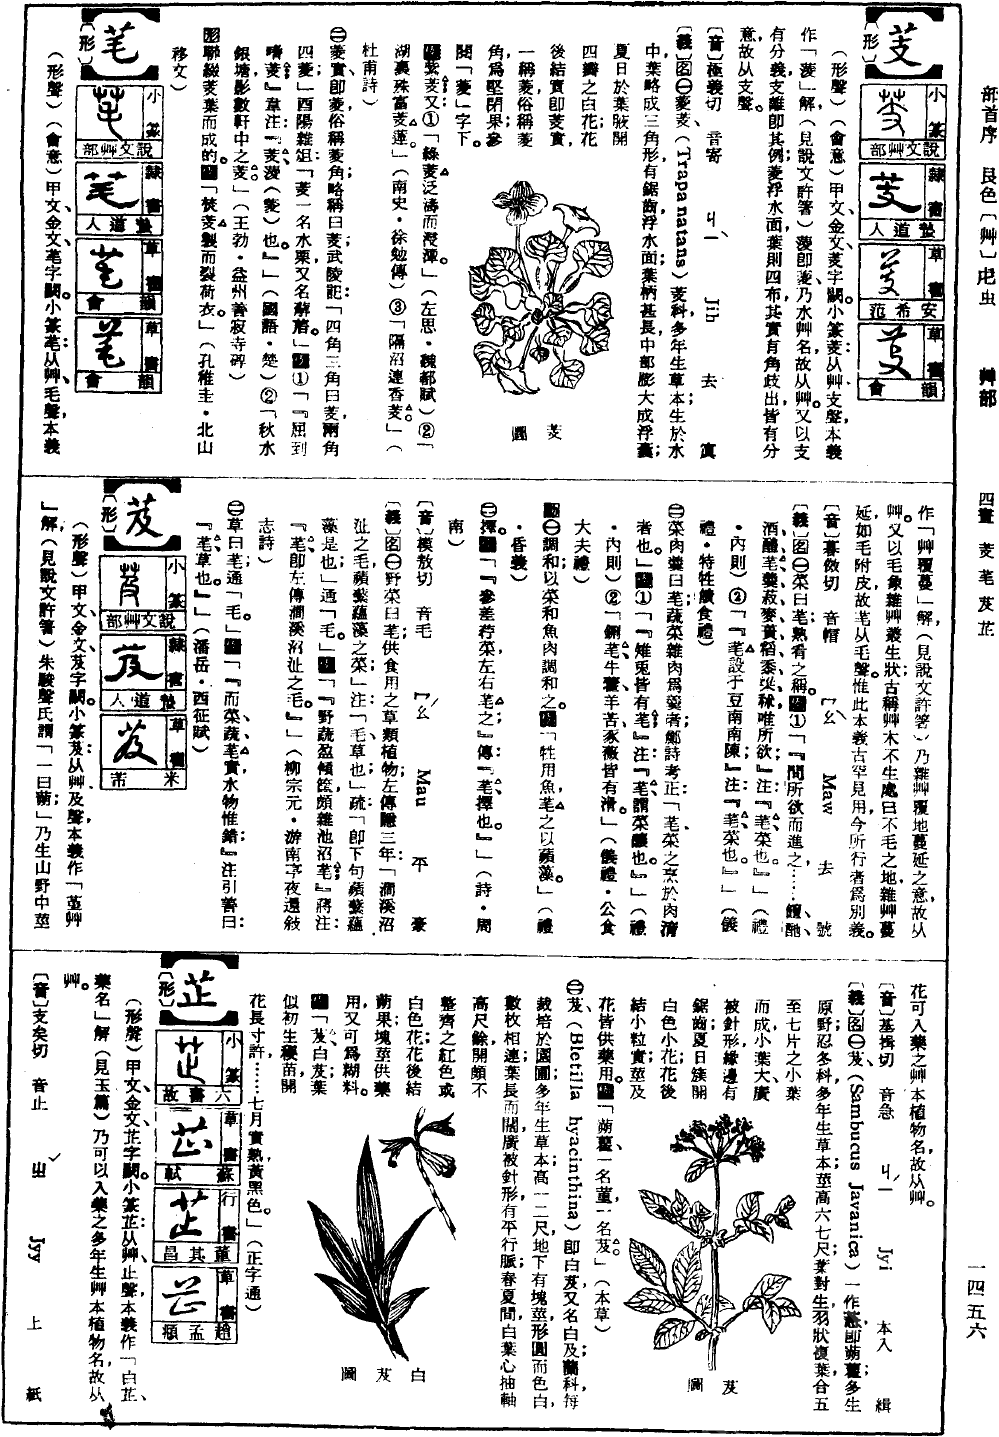 部首序 艮色〔艸〕虍虫 艸部 四畫 芰芼芨芷 一四五六
芰
〔形〕
小篆 說文艸部
隸書 墊道人
草書 安希范
草書 韻會
（形聲）（會意）甲文、金文芰字闕。小篆芰：从艸、支聲，本義
作「蔆」解（見說文許箸）蔆即菱，乃水艸名，故从艸。又以支
有分義，支離即其例，菱浮水面，葉則四布，其實有角歧出，皆有分
意，故从支聲。
〔音〕極義切 音寄 ㄐㄧˋ Jih 去 寘
〔義〕名㊀菱芰（Trapa natans）菱科，多年生草本，生於水
中，葉略成三角形，有鋸齒，浮水面；葉柄甚長，中部膨大成浮囊；
夏日於葉腋開
四瓣之白花，花
後結實，即菱實，
一稱菱，俗稱菱
角，爲堅閉果，參
閱「菱」字下。
芰圖
紫芰又①「綠芰泛濤而浸潭。」（左思・魏都賦）②「
湖裏殊富芰蓮。」（南史・徐勉傳）③「隔沼連香芰。」（
杜甫詩）
㊁菱實，即菱，俗稱菱角，略稱曰芰；武陵記：「四角三角曰芰，兩角
四菱；」酉陽雜俎：「芰一名水栗，又名薢茩。」①「『屈到
嗜芰』韋注：『芰，蔆（菱）也。』」（國語・楚）②「秋水
銀塘，影數軒中之芰」（王勃・益州善寂寺碑）
形聯綴芰葉而成的。「焚芰製而裂荷衣。」（孔稚圭・北山
移文）
芼
〔形〕
小篆 說文艸部
隸書 墊道人
草書 韻會
草書 韻會
（形聲）（會意）甲文、金文芼字闕。小篆芼：从艸、毛聲，本義
作「艸覆蔓」解（見說文許箸）乃雜艸覆地蔓延之意，故从
艸。又以毛象雜艸叢生狀，古稱艸木不生處曰不毛之地，雜艸蔓
延如毛附皮，故芼从毛聲。惟此本義古罕見用，今所行者爲別義。
〔音〕暮傲切 音帽 ㄇㄠˋ Maw 去 號
〔義〕名㊀菜曰芼，熟肴之稱。①「『問所欲而進之……饘酏、
酒醴、芼羹、菽麥、蕡稻、黍粱、秫唯所欲』注：『芼，菜也。』」（禮
・內則）②「『芼設于豆南，南陳』注：『芼，菜也。』」（儀
禮・特牲饋食禮）
㊁菜肉羹曰芼，蔬菜雜肉爲羹者；鄭詩考正：「芼，菜之烹於肉湆
者也。」①「『雉兔皆有芼』注：『芼，謂菜釀也。』」（禮
・內則）②「鉶芼，牛藿、羊苦、豕薇，皆有滑。」（儀禮・公食
大夫禮）
動㊀調和，以菜和魚肉調和之。「牲用魚，芼之以蘋藻。」（禮
・昏義）
㊁擇。「『參差荇菜，左右芼之』傳：『芼，擇也。』」（詩・周
南）
〔音〕模敖切 音毛 ㄇㄠˊ Mau 平 豪
〔義〕名㊀野菜曰芼，供食用之草類植物；左傳隱三年：「澗溪沼
沚之毛，蘋蘩薀藻之菜」注：「毛，草也；」疏：「即下句蘋蘩薀
藻是也」通「毛。」「『野蔬盈傾筐，頗雜池沼芼』蔣注：
『芼，即左傳澗溪沼沚之毛。』」（柳宗元・游南亭夜還敍
志詩）
㊁草曰芼，通「毛。」「『而菜蔬芼實，水物惟錯』注引善曰：
『芼，草也。』」（潘岳・西征賦）
芨
〔形〕
小篆 說文艸部
隸書 墊道人
草書 米芾
（形聲）甲文、金文芨字闕。小篆芨：从艸、及聲，本義作「堇艸
」解（見說文許箸）朱駿聲氏謂「一曰蒴；」乃生山野中，莖
花可入藥之艸本植物名，故从艸。
〔音〕基揖切 音急 ㄐㄧˊ Jyi 本入 緝
〔義〕名㊀芨（Sambucus Javanica）一作蒵，即蒴藋，多生
原野，忍冬科，多年生草本，莖高六七尺，葉對生，羽狀複葉，合五
至七片之小葉
而成，小葉大，廣
被針形，緣邊有
鋸齒；夏日簇開
白色小花，花後
結小粒實；莖及
花皆供藥用。「蒴藋，一名堇，一名芨。」（本草）
芨圖
㊁芨（Bletilla hyacinthina）即白芨，又名白及，蘭科，每
栽培於園圃，多年生草本，高一二尺，地下有塊莖，形圓而色白，
數枚相連；葉長而闊，廣被針形，有平行脈；春夏間，自葉心抽軸
高尺餘，開頗不
整齊之紅色或
白色花，花後結
蒴果；塊莖供藥
用，又可爲糊料。
「芨，白芨，葉
似初生䅖苗，開
花長寸許，……七月實熟，黃黑色。」（正字通）
白芨圖
芷
〔形〕
小篆 六書故
草書 蘇軾
行書 董其昌
草書 趙孟頫
（形聲）甲文、金文芷字闕。小篆芷：从艸、止聲，本義作「白芷、
藥名」解（見玉篇）乃可以入藥之多年生艸本植物名，故从
艸。
〔音〕支矣切 音止 ㄓˇ Jyy 上 紙